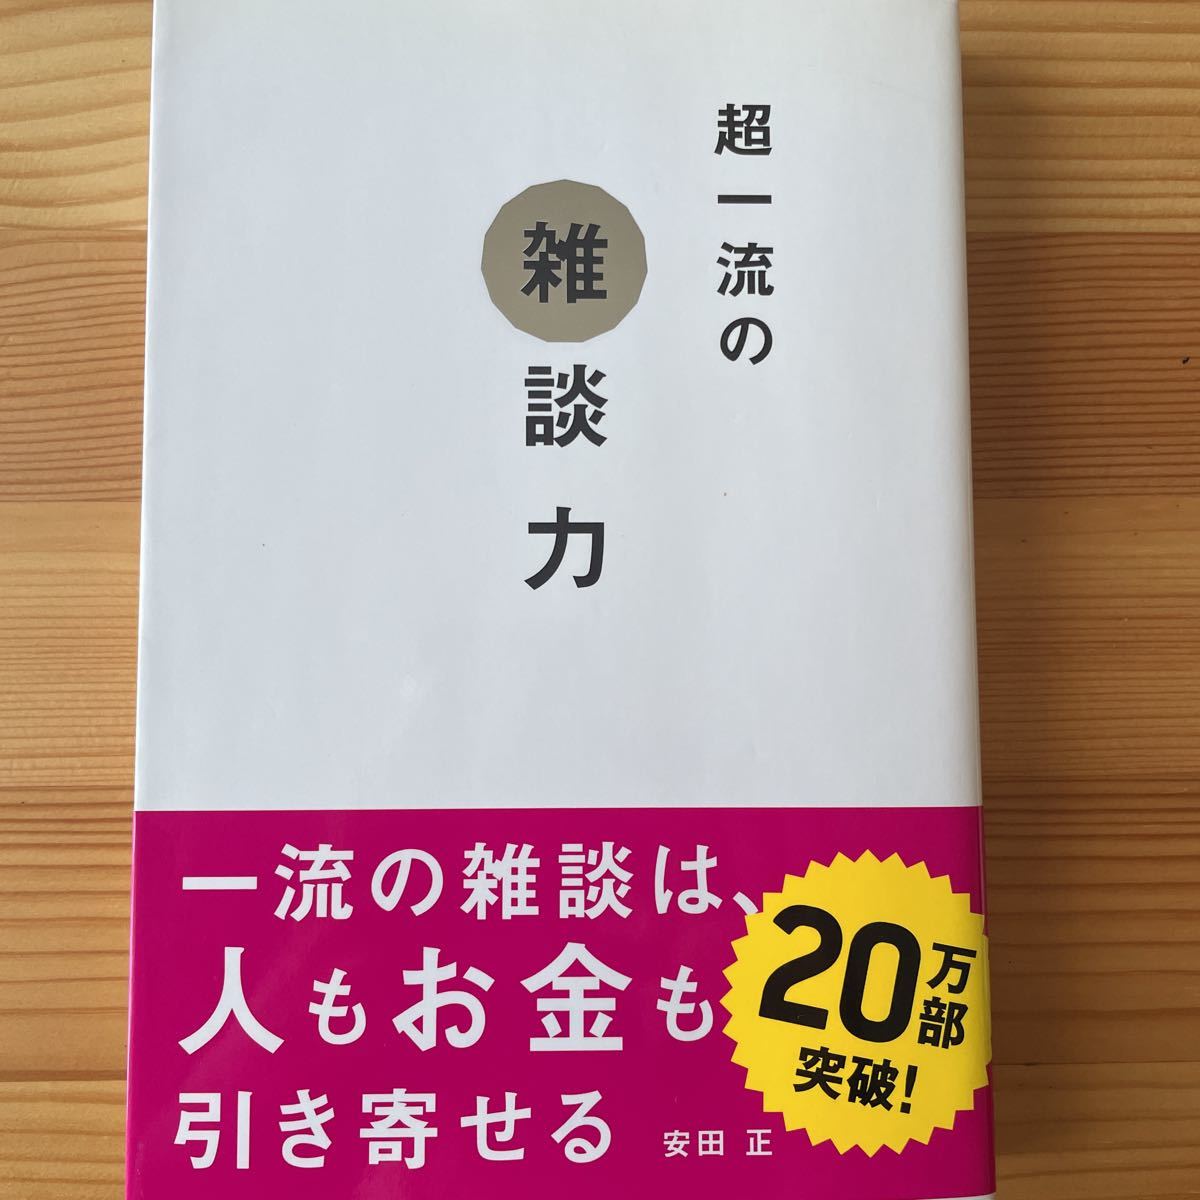 超一流の
雑談力
一流の雑談は、
人もお金も
引き寄せる
安田 正
20万部
突破!